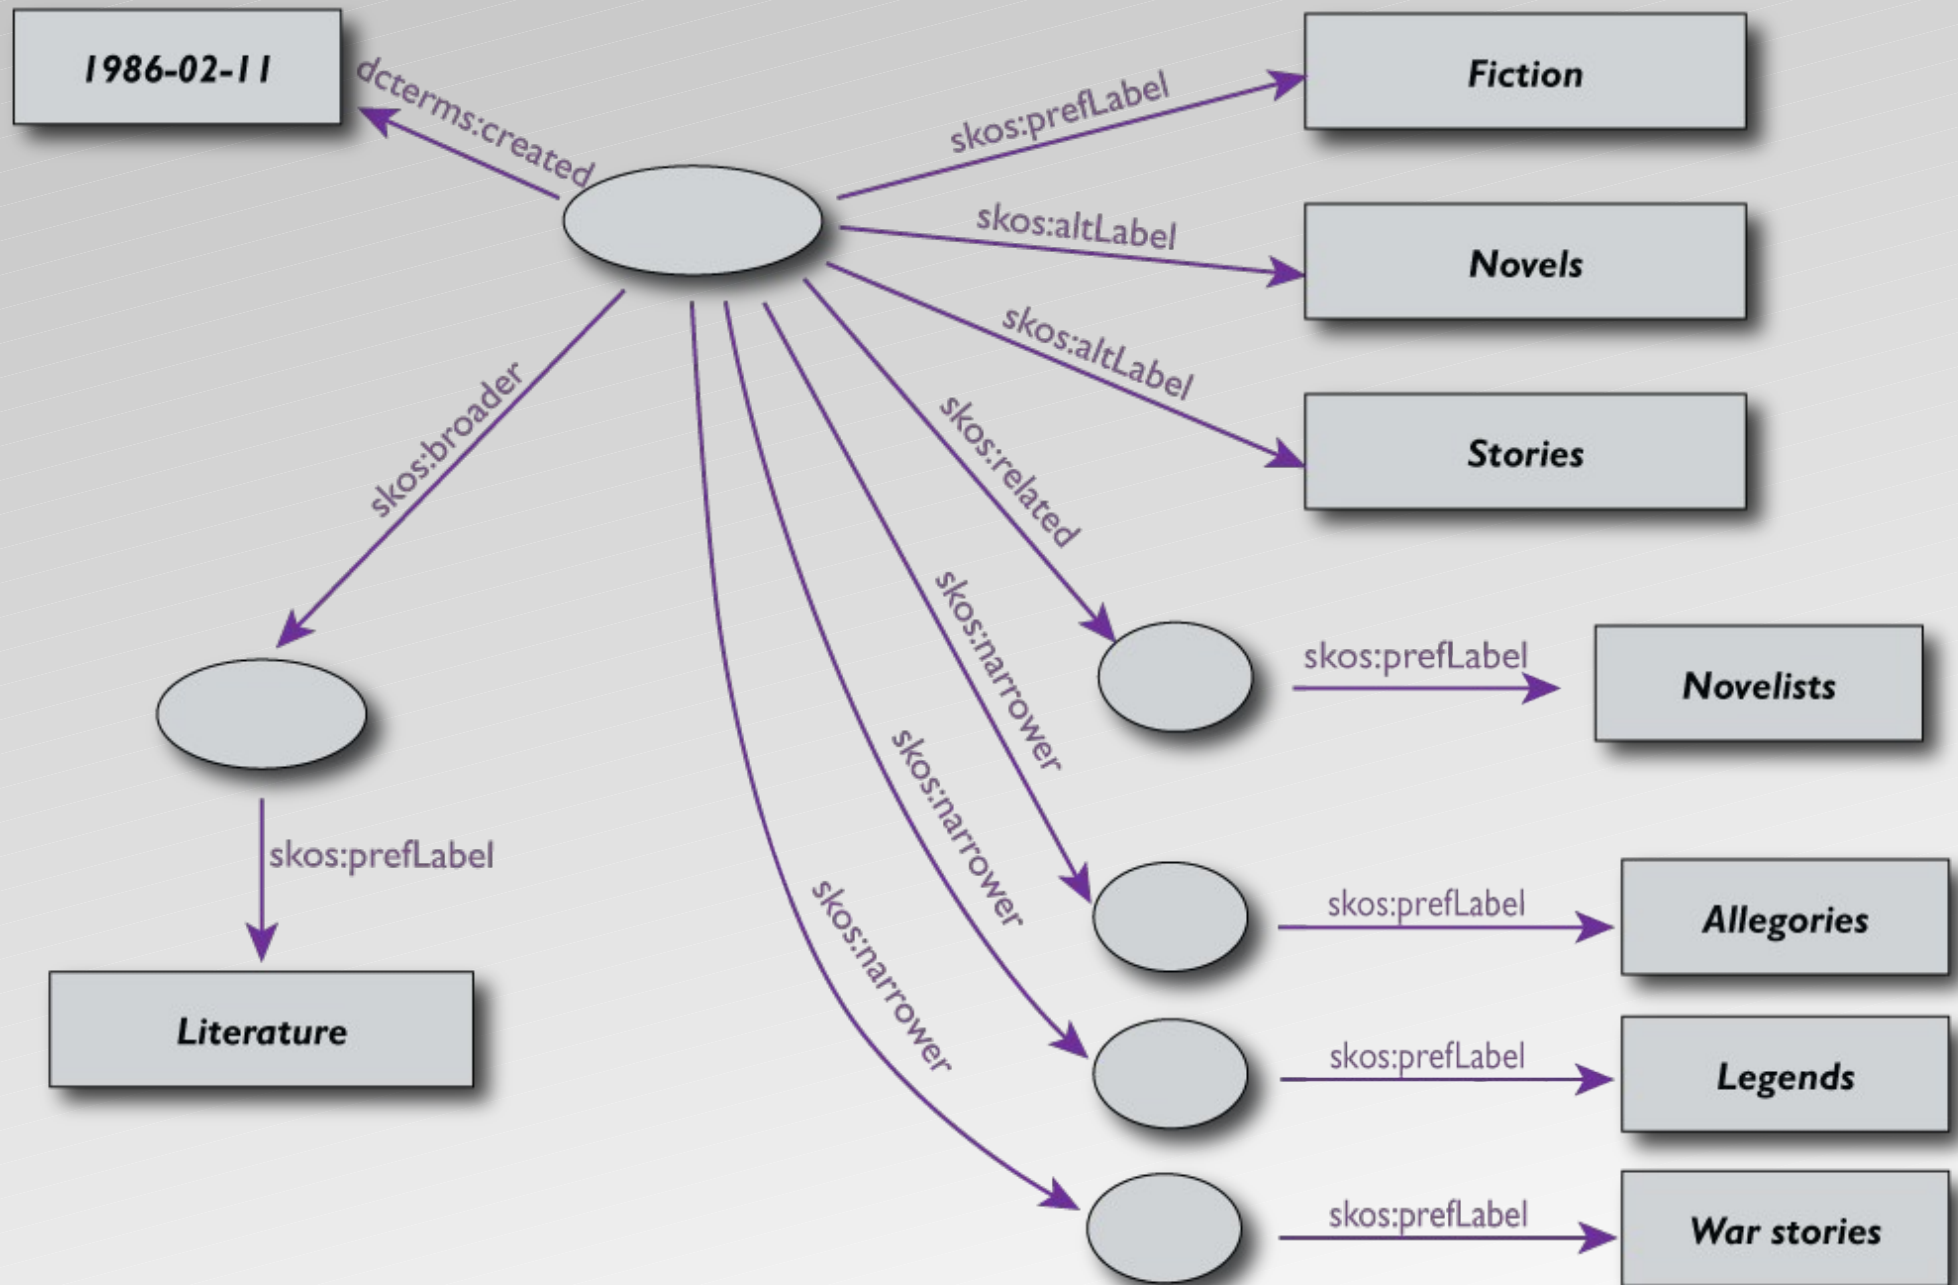 1986-02-11
dcterms:created
skos:prefLabel
Fiction
skos:altLabel
Novels
skos:altLabel
Stories
skos:broader
skos:related
skos:prefLabel
Novelists
skos:narrower
skos:narrower
skos:narrower
skos:prefLabel
Literature
skos:prefLabel
Allegories
skos:prefLabel
Legends
skos:prefLabel
War stories